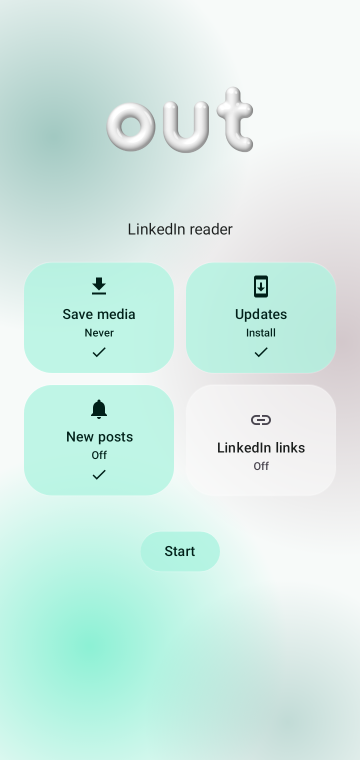 out
LinkedIn reader
Save media
Never
Updates
Install
New posts
Off
LinkedIn links
Off
Start